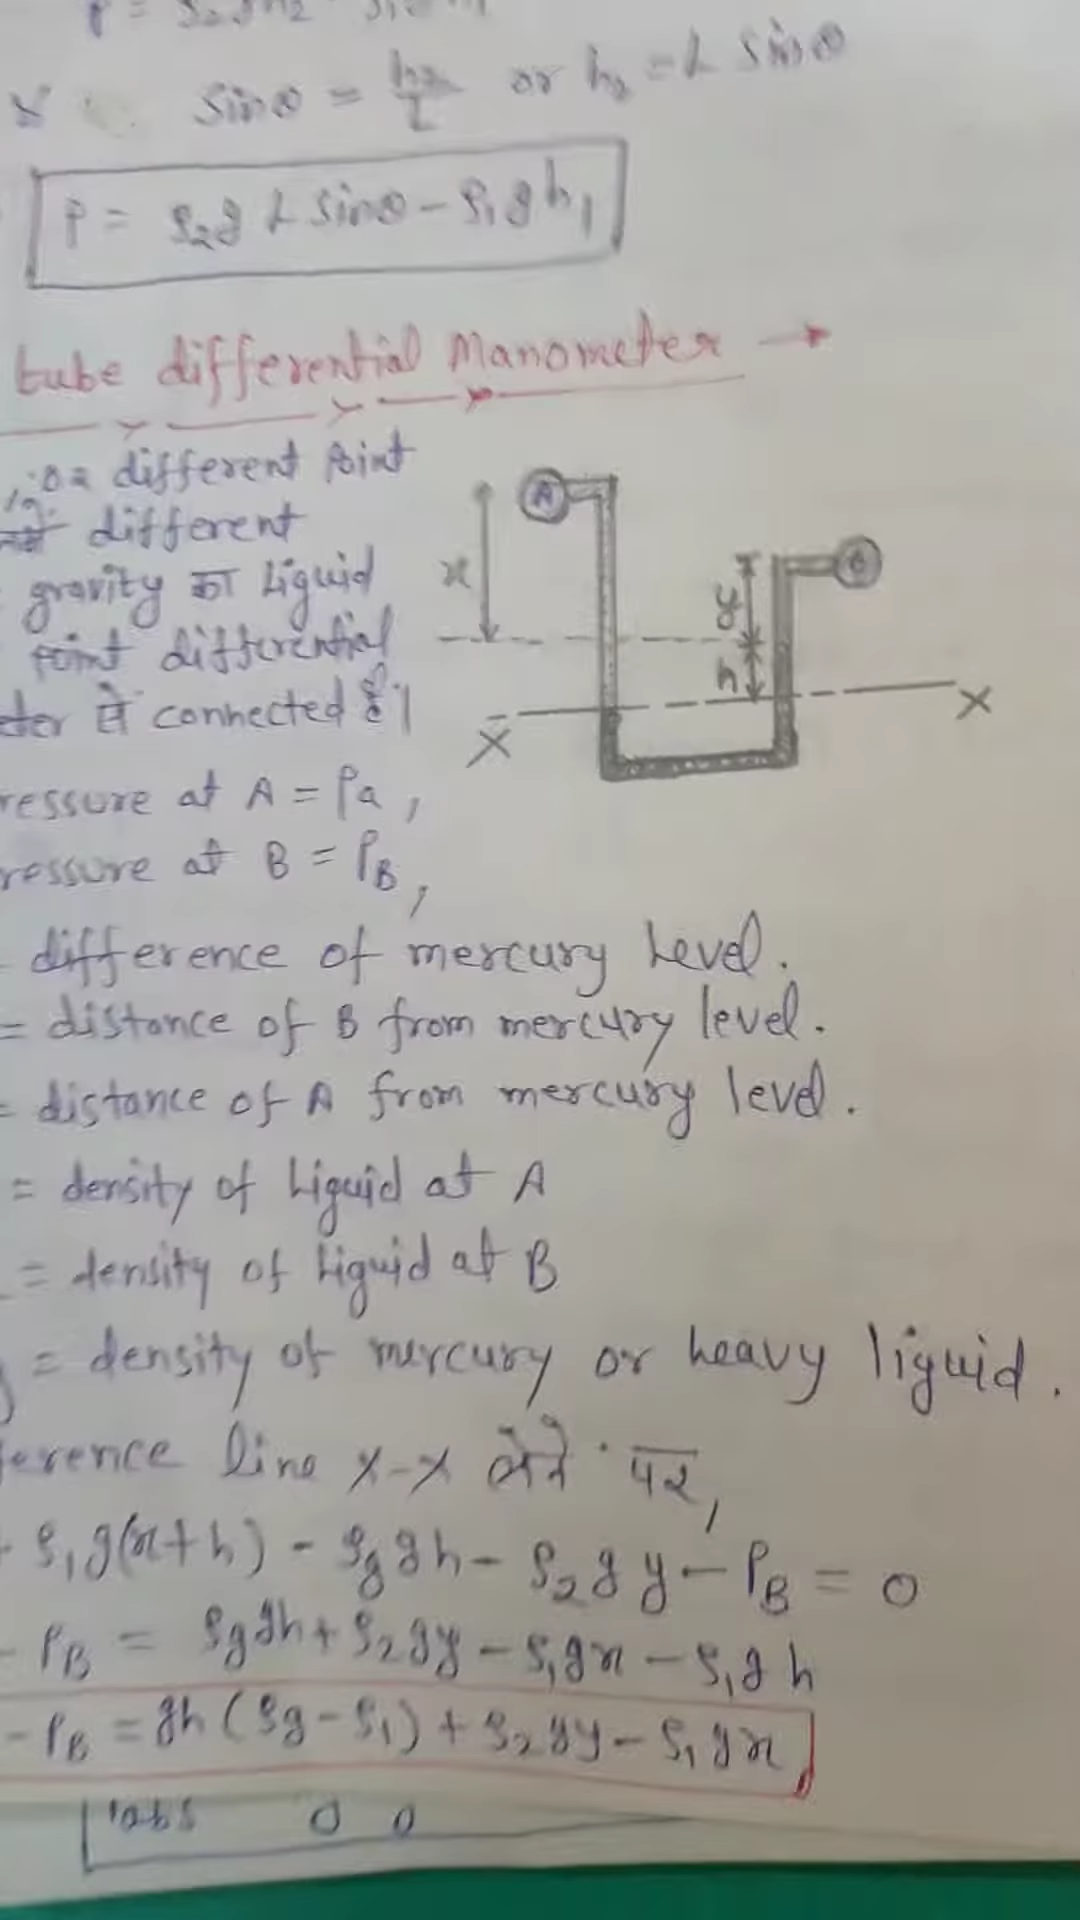 sinθ = h₂/L or h₂ = L sinθ
P = ρ₂g L sinθ - ρ₁gh₁
tube differential Manometer →
different point
different
gravity का liquid
point differential
से connected है।
A
B
x
y
h
X
X
ressure at A = Pa,
ressure at B = PB,
difference of mercury level.
= distance of B from mercury level.
= distance of A from mercury level.
= density of liquid at A
= density of liquid at B
= density of mercury or heavy liquid.
erence line X-X लेने पर,
ρ₁g(x+h) - ρg gh - ρ₂gy - PB = 0
- PB = ρg gh + ρ₂gy - ρ₁gx - ρ₁gh
- PB = gh(ρg - ρ₁) + ρ₂gy - ρ₁gx